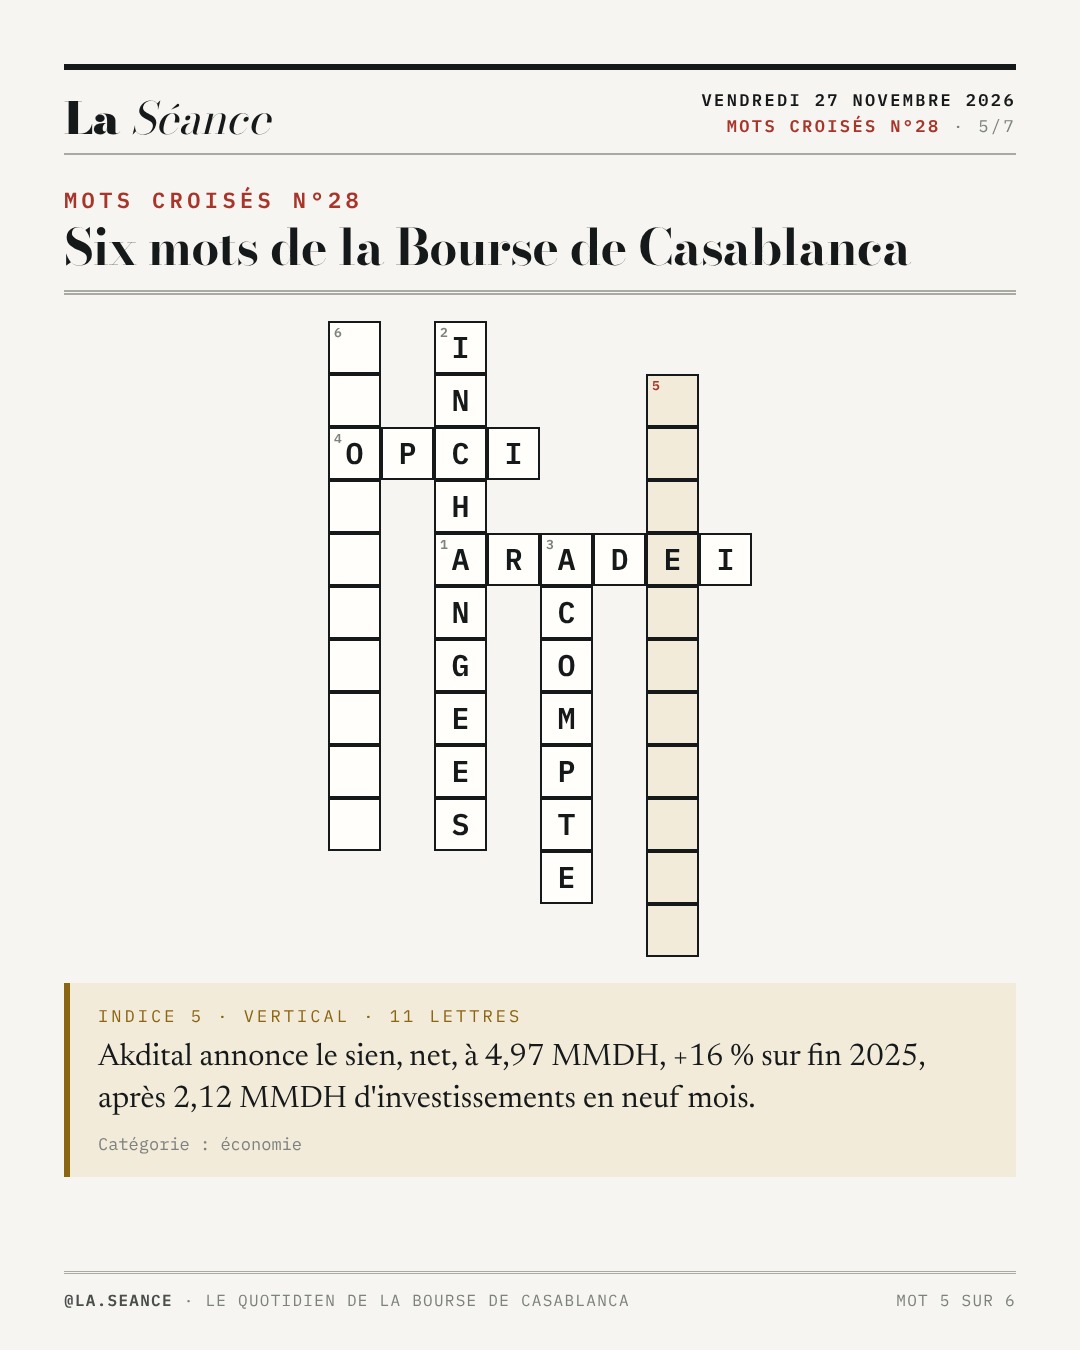 La Séance
VENDREDI 27 NOVEMBRE 2026
MOTS CROISÉS N°28 · 5/7
MOTS CROISÉS N°28
Six mots de la Bourse de Casablanca
6 2 I
N 5
4 O P C I
H
1 A R 3 A D E I
N C
G O
E M
E P
S T
E
INDICE 5 · VERTICAL · 11 LETTRES
Akdital annonce le sien, net, à 4,97 MMDH, +16 % sur fin 2025,
après 2,12 MMDH d'investissements en neuf mois.
Catégorie : économie
@LA.SEANCE · LE QUOTIDIEN DE LA BOURSE DE CASABLANCA
MOT 5 SUR 6